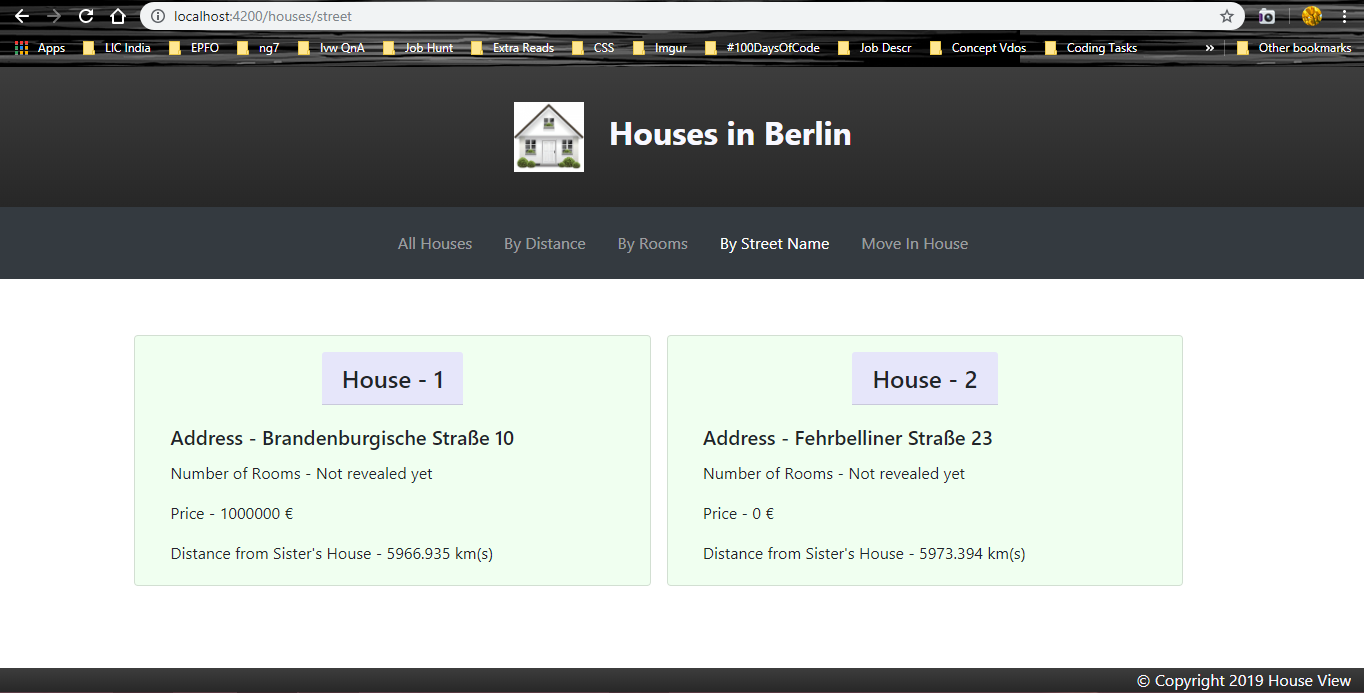 localhost:4200/houses/street
Apps LIC India EPFO ng7 Ivw QnA Job Hunt Extra Reads CSS Imgur #100DaysOfCode Job Descr Concept Vdos Coding Tasks » Other bookmarks
Houses in Berlin
All Houses By Distance By Rooms By Street Name Move In House
House - 1
Address - Brandenburgische Straße 10
Number of Rooms - Not revealed yet
Price - 1000000 €
Distance from Sister's House - 5966.935 km(s)
House - 2
Address - Fehrbelliner Straße 23
Number of Rooms - Not revealed yet
Price - 0 €
Distance from Sister's House - 5973.394 km(s)
© Copyright 2019 House View